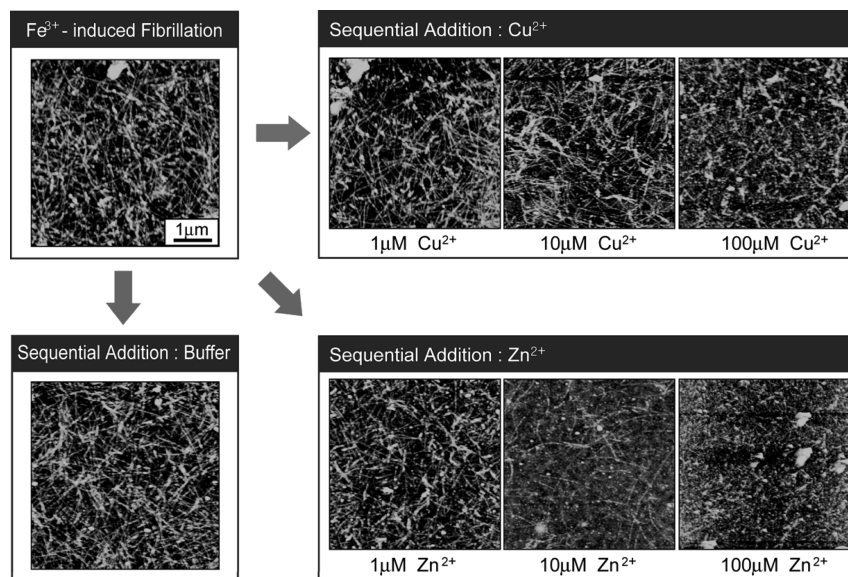 Fe³⁺- induced Fibrillation
1µm
Sequential Addition : Cu²⁺
1µM Cu²⁺
10µM Cu²⁺
100µM Cu²⁺
Sequential Addition : Buffer
Sequential Addition : Zn²⁺
1µM Zn²⁺
10µM Zn²⁺
100µM Zn²⁺